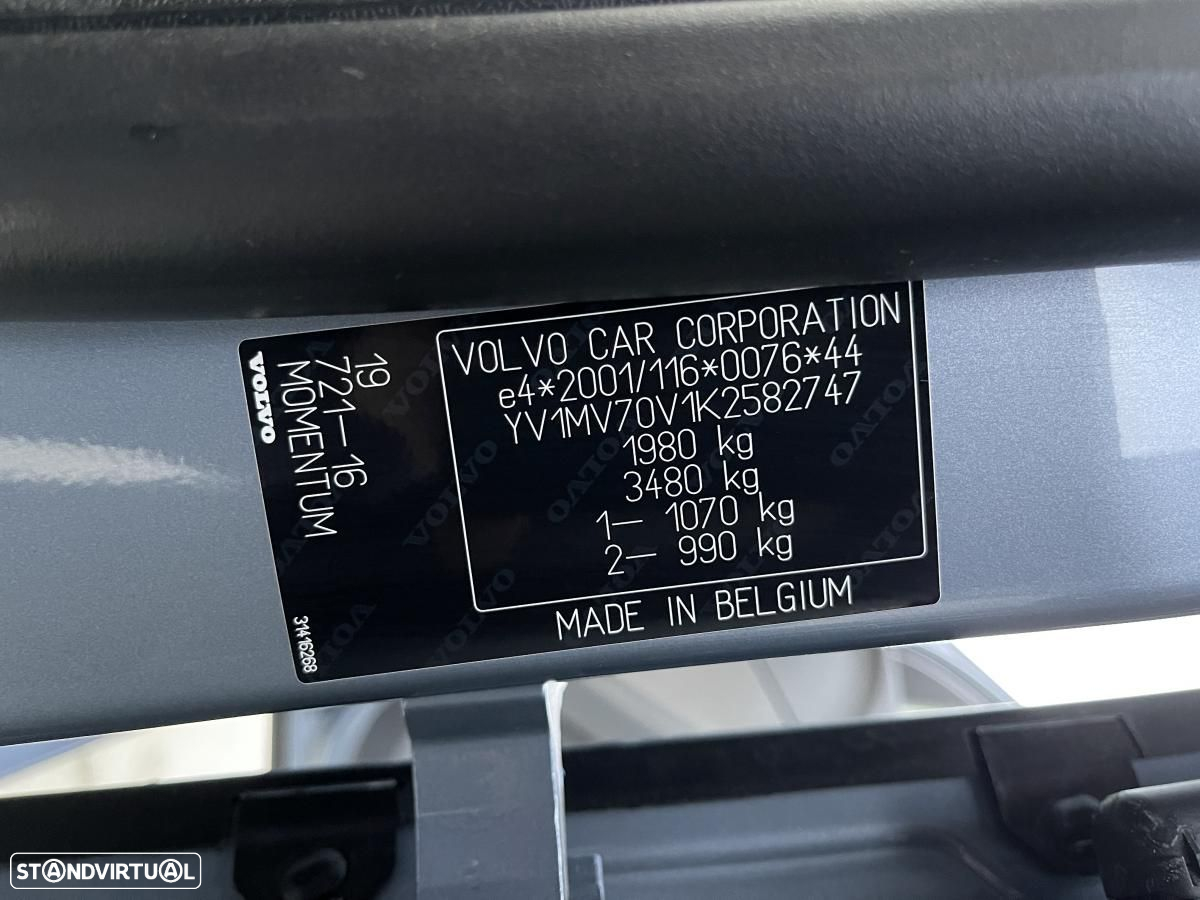 VOLVO CAR CORPORATION
e4*2001/116*0076*44
YV1MV70V1K2582747
1980 kg
3480 kg
1– 1070 kg
2– 990 kg
MADE IN BELGIUM
19
721–16
MOMENTUM
VOLVO
31416268
STANDVIRTUAL